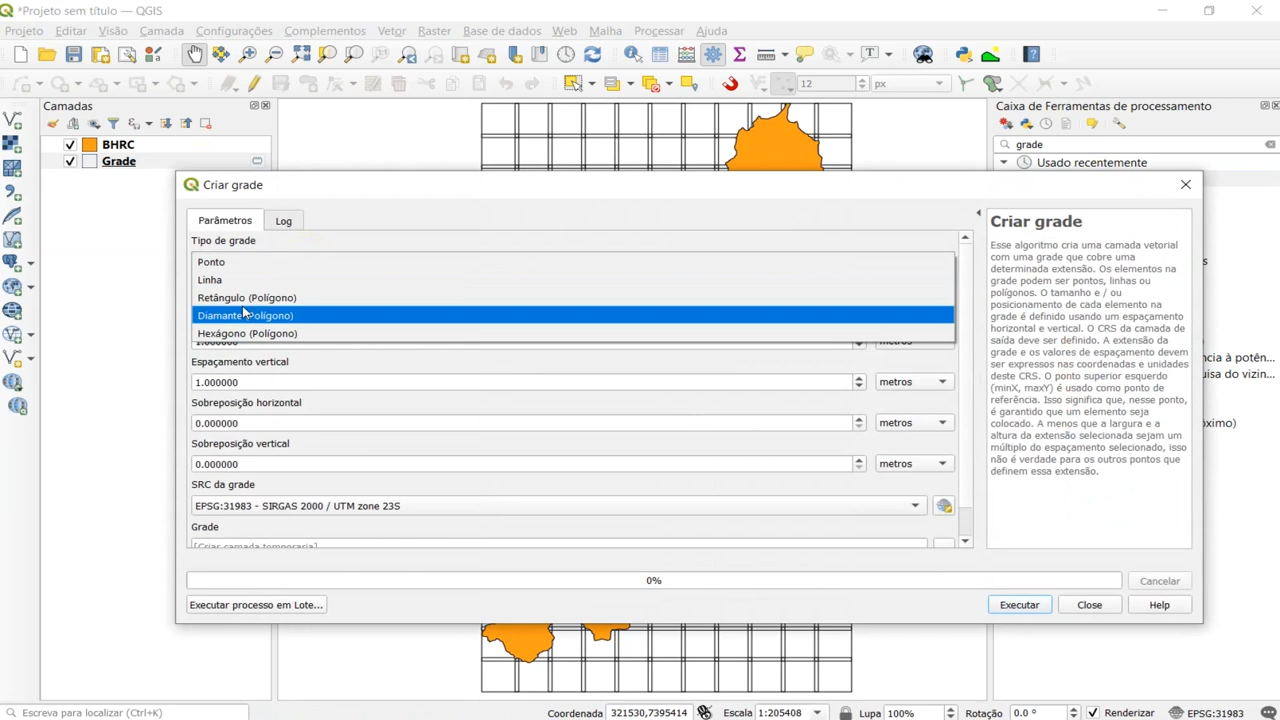 *Projeto sem título — QGIS
Projeto Editar Visão Camada Configurações Complementos Vetor Raster Base de dados Web Malha Processar Ajuda
12 px
Camadas
BHRC
Grade
Caixa de Ferramentas de processamento
grade
Usado recentemente
Criar grade
Parâmetros Log
Tipo de grade
Ponto
Linha
Retângulo (Polígono)
Diamante (Polígono)
Hexágono (Polígono)
1.000000 metros
Espaçamento vertical
1.000000 metros
Sobreposição horizontal
0.000000 metros
Sobreposição vertical
0.000000 metros
SRC da grade
EPSG:31983 - SIRGAS 2000 / UTM zone 23S
Grade
[Criar camada temporaria]
Criar grade
Esse algoritmo cria uma camada vetorial
com uma grade que cobre uma
determinada extensão. Os elementos na
grade podem ser pontos, linhas ou
polígonos. O tamanho e / ou
posicionamento de cada elemento na
grade é definido usando um espaçamento
horizontal e vertical. O CRS da camada de
saída deve ser definido. A extensão da
grade e os valores de espaçamento devem
ser expressos nas coordenadas e unidades
deste CRS. O ponto superior esquerdo
(minX, maxY) é usado como ponto de
referência. Isso significa que, nesse ponto,
é garantido que um elemento seja
colocado. A menos que a largura e a
altura da extensão selecionada sejam um
múltiplo do espaçamento selecionado, isso
não é verdade para os outros pontos que
definem essa extensão.
ncia à potên...
uisa do vizin...
óximo)
0% Cancelar
Executar processo em Lote... Executar Close Help
Escreva para localizar (Ctrl+K) Coordenada 321530,7395414 Escala 1:205408 Lupa 100% Rotação 0.0 ° Renderizar EPSG:31983